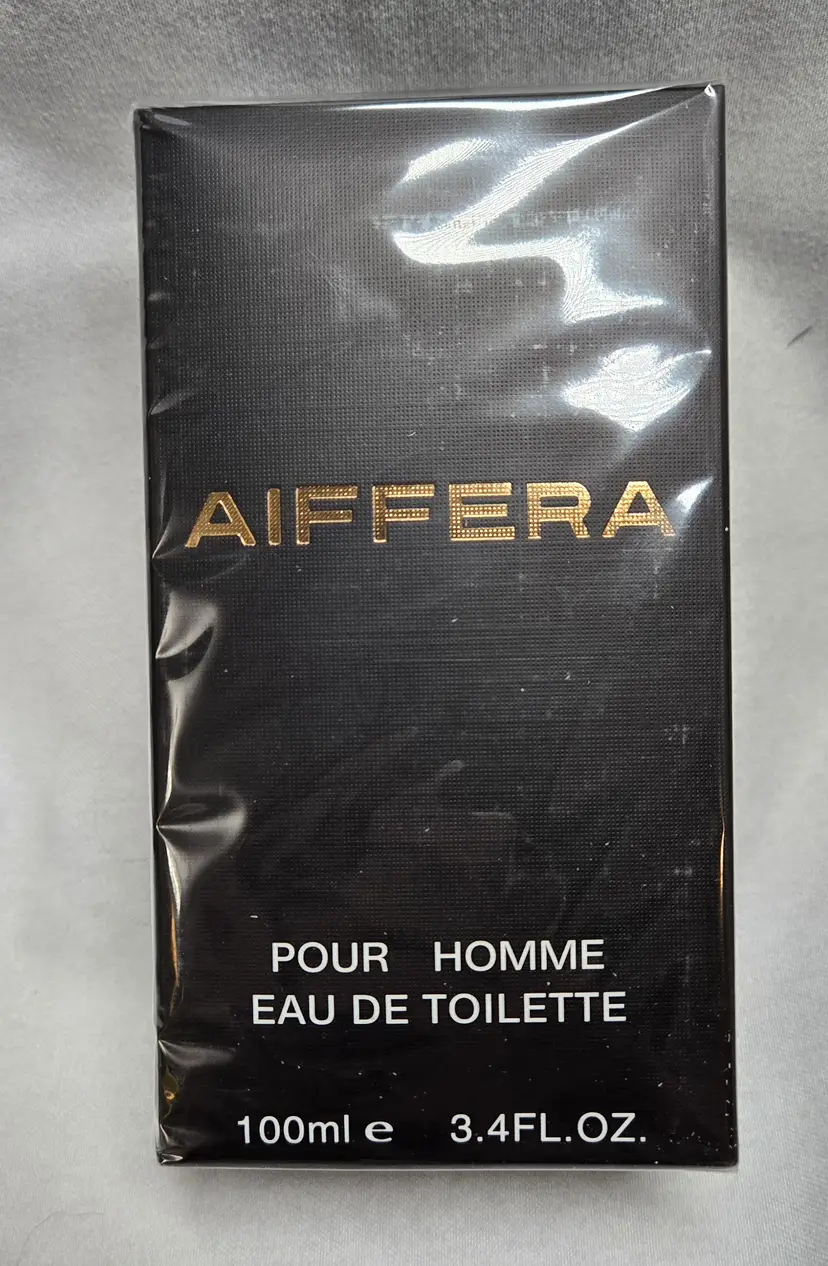 AIFFERA
POUR HOMME
EAU DE TOILETTE
100ml ℮ 3.4FL.OZ.